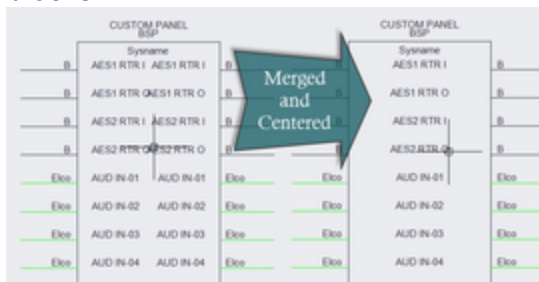 CUSTOM PANEL
BSP
Sysname
B AES1 RTR I AES1 RTR I B
B AES1 RTR O AES1 RTR O B
B AES2 RTR I AES2 RTR I B
B AES2 RTR O AES2 RTR O B
Elco AUD IN-01 AUD IN-01 Elco
Elco AUD IN-02 AUD IN-02 Elco
Elco AUD IN-03 AUD IN-03 Elco
Elco AUD IN-04 AUD IN-04 Elco
Merged
and
Centered
CUSTOM PANEL
BSP
Sysname
AES1 RTR I B
AES1 RTR O B
B AES2 RTR I B
B AES2 RTR O B
Elco AUD IN-01 Elco
Elco AUD IN-02 Elco
Elco AUD IN-03 Elco
Elco AUD IN-04 Elco